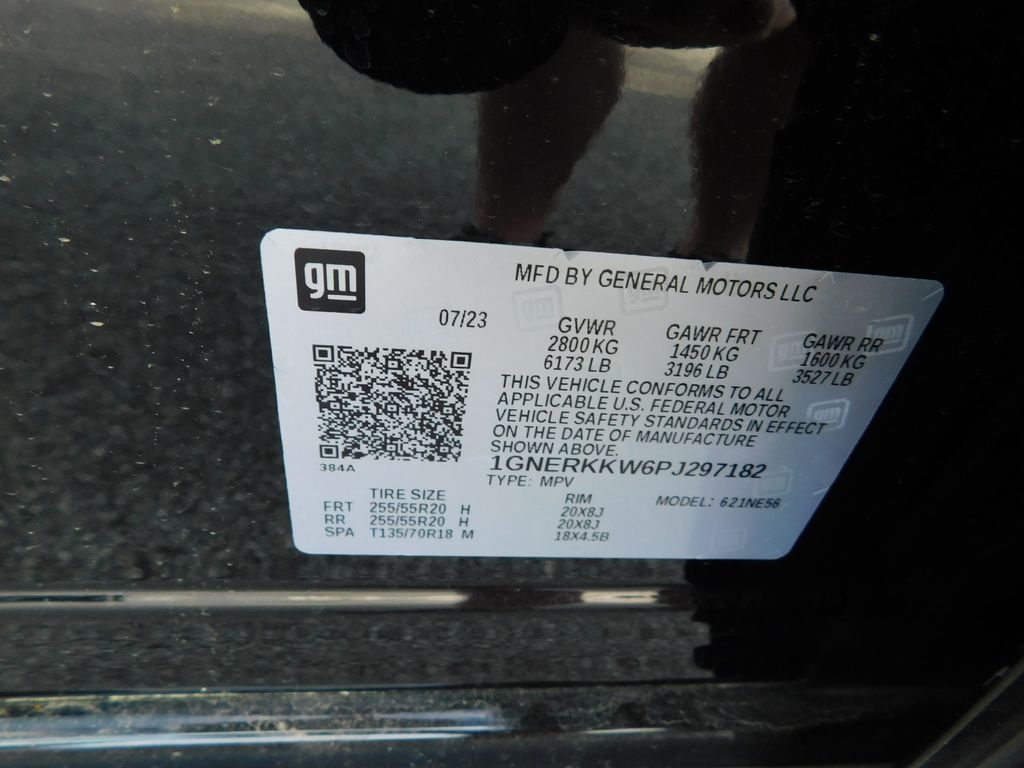 gm
MFD BY GENERAL MOTORS LLC
07/23
GVWR GAWR FRT GAWR RR
2800 KG 1450 KG 1600 KG
6173 LB 3196 LB 3527 LB
THIS VEHICLE CONFORMS TO ALL
APPLICABLE U.S. FEDERAL MOTOR
VEHICLE SAFETY STANDARDS IN EFFECT
ON THE DATE OF MANUFACTURE
SHOWN ABOVE.
384A
1GNERKKW6PJ297182
TYPE: MPV
TIRE SIZE RIM MODEL: 621NE56
FRT 255/55R20 H 20X8J
RR 255/55R20 H 20X8J
SPA T135/70R18 M 18X4.5B